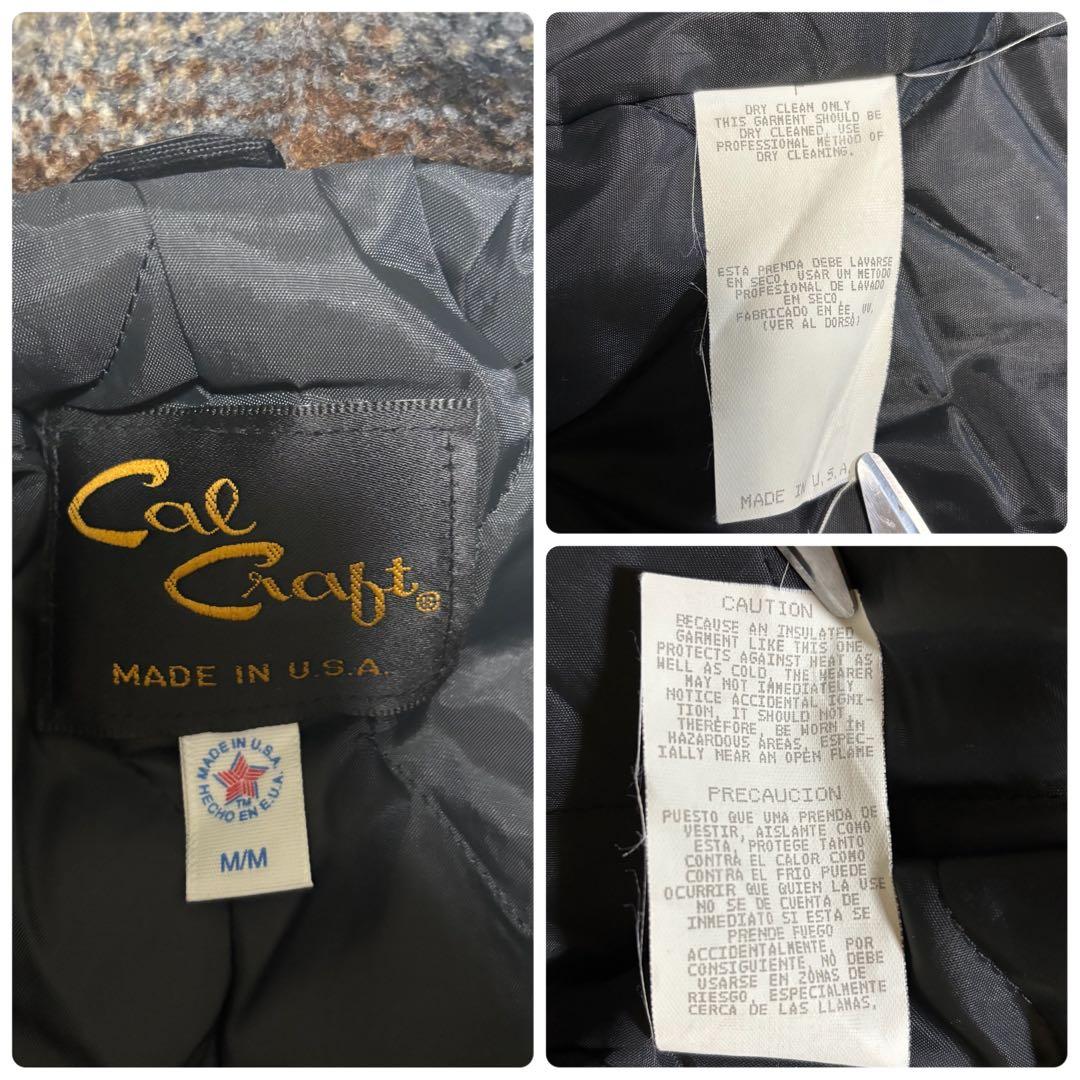 Cal
Craft®
MADE IN U.S.A.
MADE IN U.S.A.
TM
HECHO EN E.U.A.
M/M
DRY CLEAN ONLY
THIS GARMENT SHOULD BE
DRY CLEANED, USE
PROFESSIONAL METHOD OF
DRY CLEANING.
ESTA PRENDA DEBE LAVARSE
EN SECO, USAR UN METODO
PROFESIONAL DE LAVADO
EN SECO,
FABRICADO EN EE, UU,
(VER AL DORSO)
MADE IN U.S.A.
CAUTION
BECAUSE AN INSULATED
GARMENT LIKE THIS ONE
PROTECTS AGAINST HEAT AS
WELL AS COLD, THE WEARER
MAY NOT IMMEDIATELY
NOTICE ACCIDENTAL IGNI-
TION, IT SHOULD NOT
THEREFORE, BE WORN IN
HAZARDOUS AREAS, ESPEC-
IALLY NEAR AN OPEN FLAME
PRECAUCION
PUESTO QUE UNA PRENDA DE
VESTIR, AISLANTE COMO
ESTA, PROTEGE TANTO
CONTRA EL CALOR COMO
CONTRA EL FRIO PUEDE
OCURRIR QUE QUIEN LA USE
NO SE DE CUENTA DE
INMEDIATO SI ESTA SE
PRENDE FUEGO
ACCIDENTALMENTE, POR
CONSIGUIENTE, NO DEBE
USARSE EN ZONAS DE
RIESGO, ESPECIALMENTE
CERCA DE LAS LLAMAS.